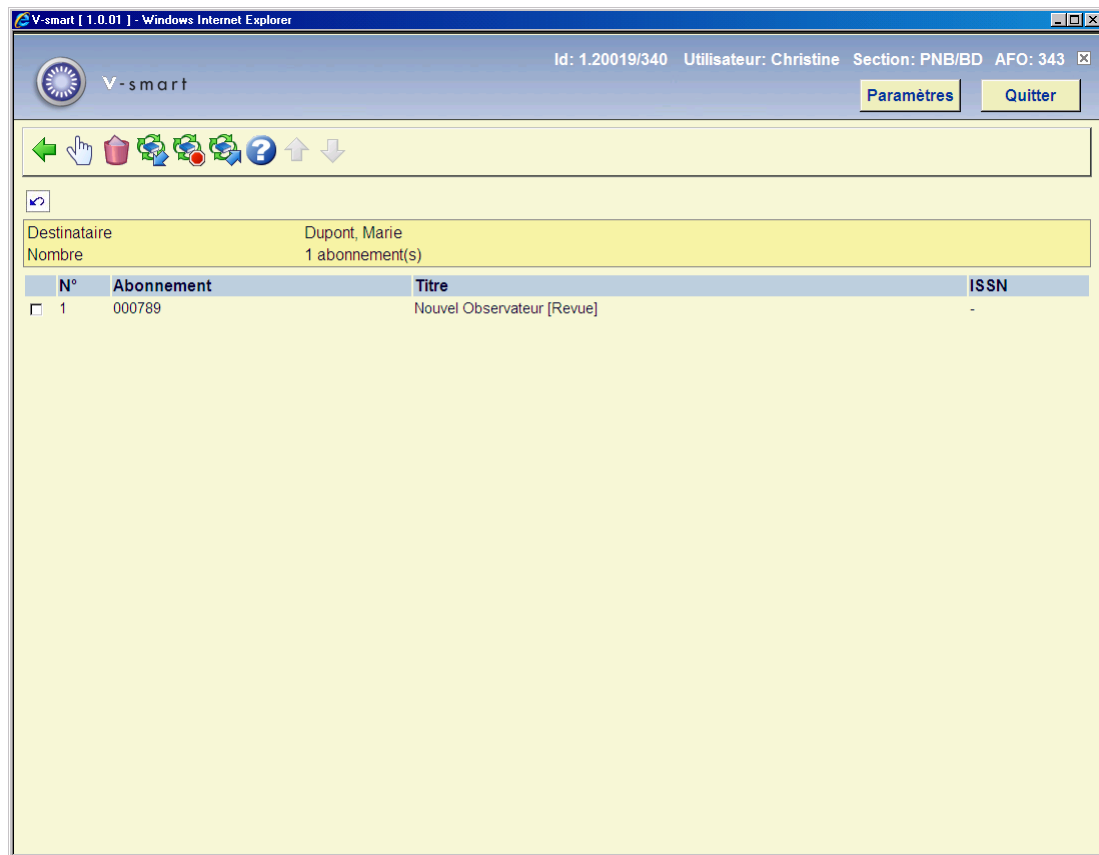 V-smart [ 1.0.01 ] - Windows Internet Explorer
Id: 1.20019/340 Utilisateur: Christine Section: PNB/BD AFO: 343
V-smart
Paramètres Quitter
Destinataire Dupont, Marie
Nombre 1 abonnement(s)
N° Abonnement Titre ISSN
1 000789 Nouvel Observateur [Revue] -